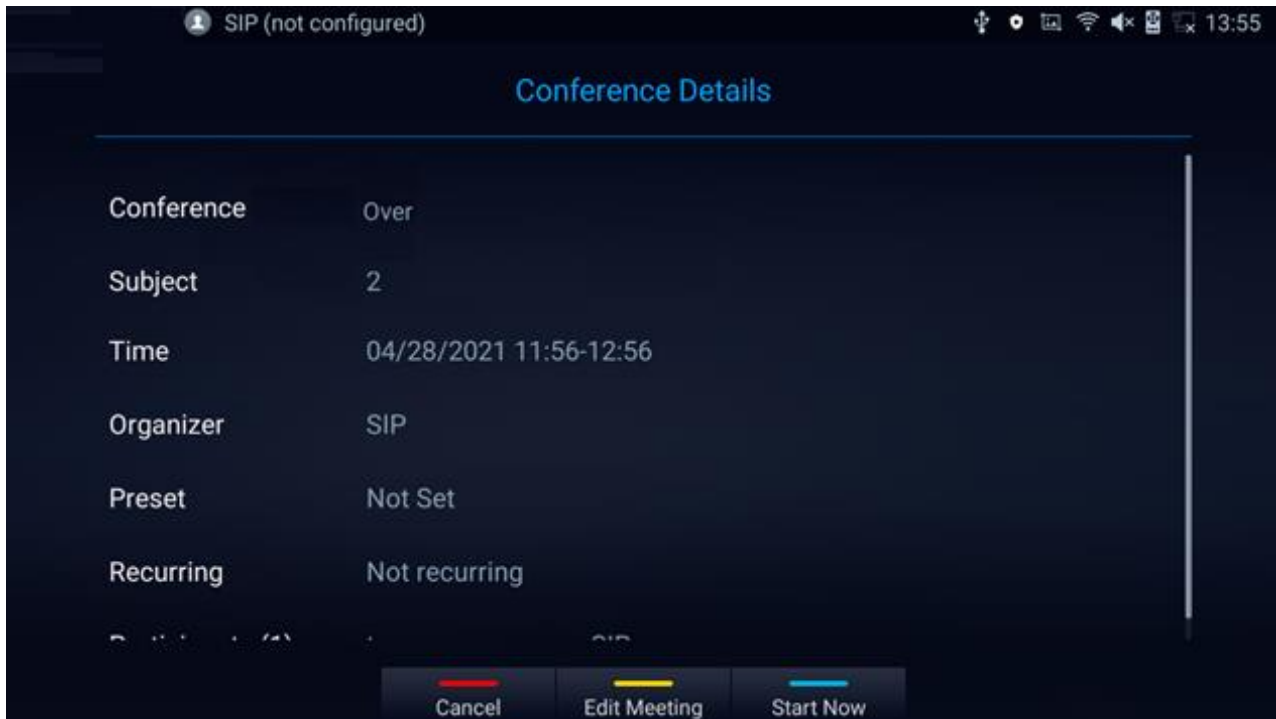 SIP (not configured)
13:55
Conference Details
Conference Over
Subject 2
Time 04/28/2021 11:56-12:56
Organizer SIP
Preset Not Set
Recurring Not recurring
SIP
Cancel Edit Meeting Start Now